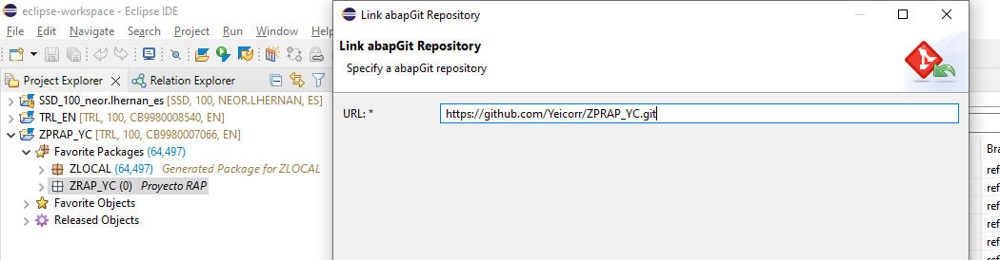 eclipse-workspace - Eclipse IDE
File Edit Navigate Search Project Run Window Help
Project Explorer Relation Explorer
SSD_100_neor.lhernan_es [SSD, 100, NEOR.LHERNAN, ES]
TRL_EN [TRL, 100, CB9980008540, EN]
ZPRAP_YC [TRL, 100, CB9980007066, EN]
Favorite Packages (64,497)
ZLOCAL (64,497) Generated Package for ZLOCAL
ZRAP_YC (0) Proyecto RAP
Favorite Objects
Released Objects
Link abapGit Repository
Link abapGit Repository
Specify a abapGit repository
URL: * https://github.com/Yeicorr/ZPRAP_YC.git
Bra
ref
ref
ref
ref
ref